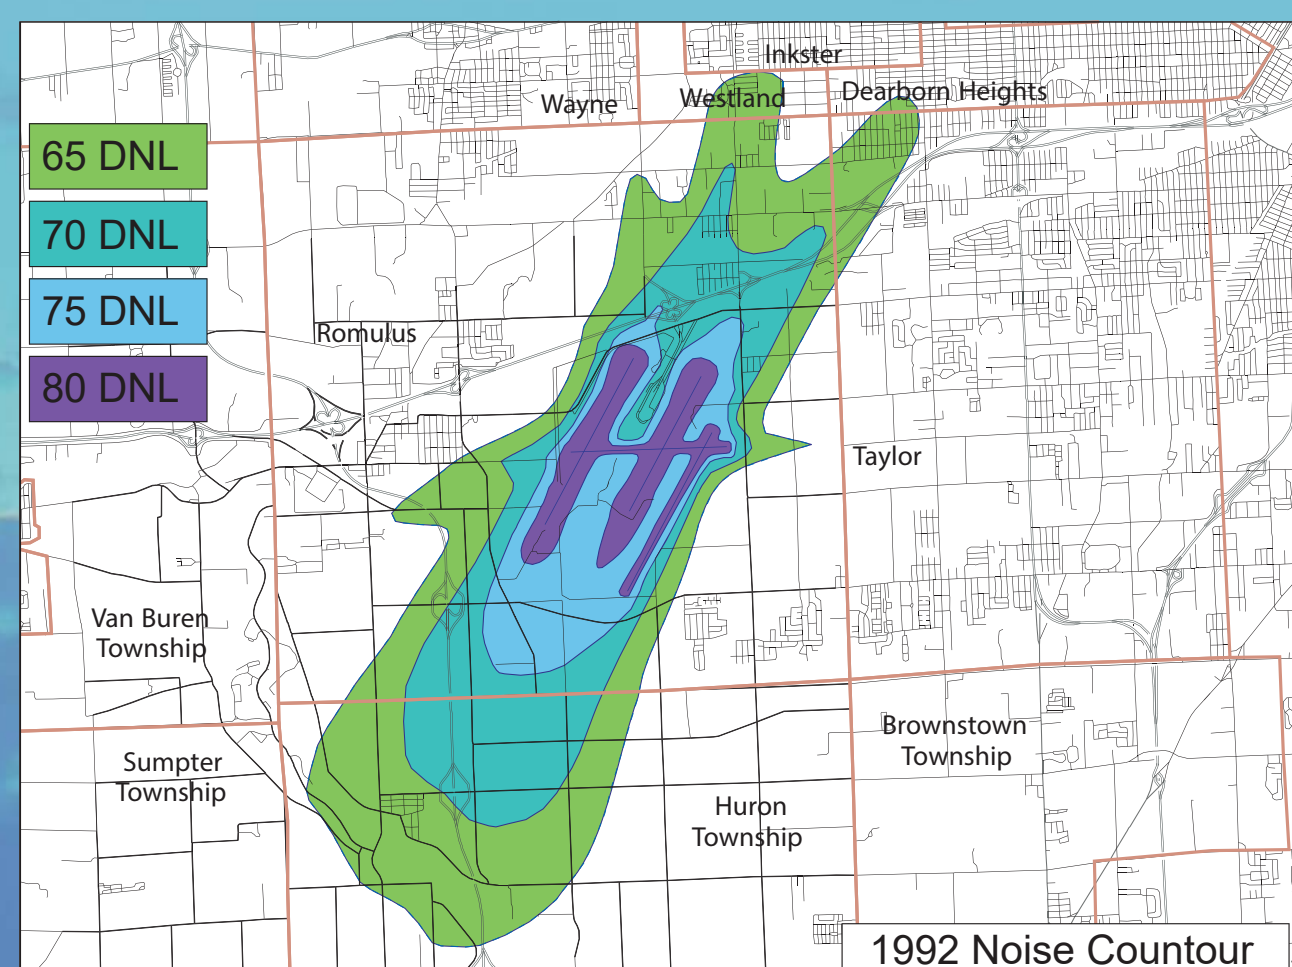 Inkster
Wayne
Westland
Dearborn Heights
65 DNL
70 DNL
75 DNL
80 DNL
Romulus
Taylor
Van Buren
Township
Sumpter
Township
Brownstown
Township
Huron
Township
1992 Noise Countour